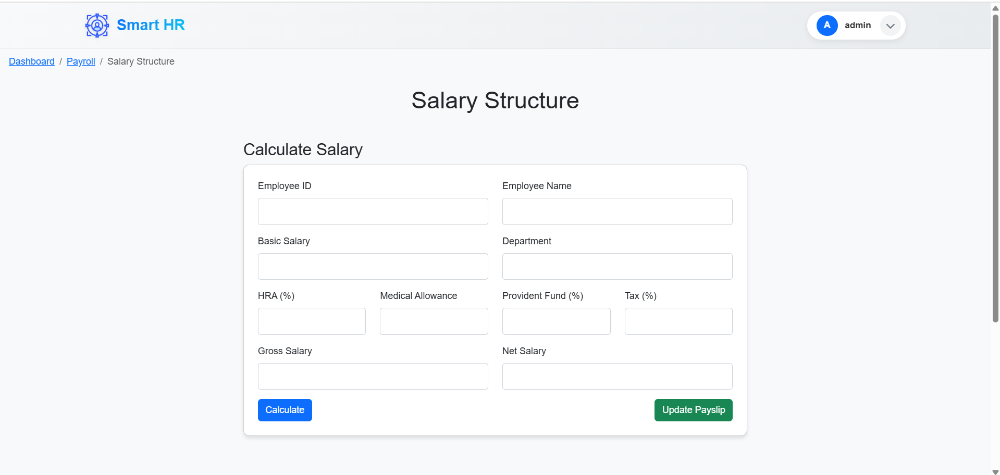 Smart HR
A admin
Dashboard / Payroll / Salary Structure
Salary Structure
Calculate Salary
Employee ID Employee Name
Basic Salary Department
HRA (%) Medical Allowance Provident Fund (%) Tax (%)
Gross Salary Net Salary
Calculate Update Payslip